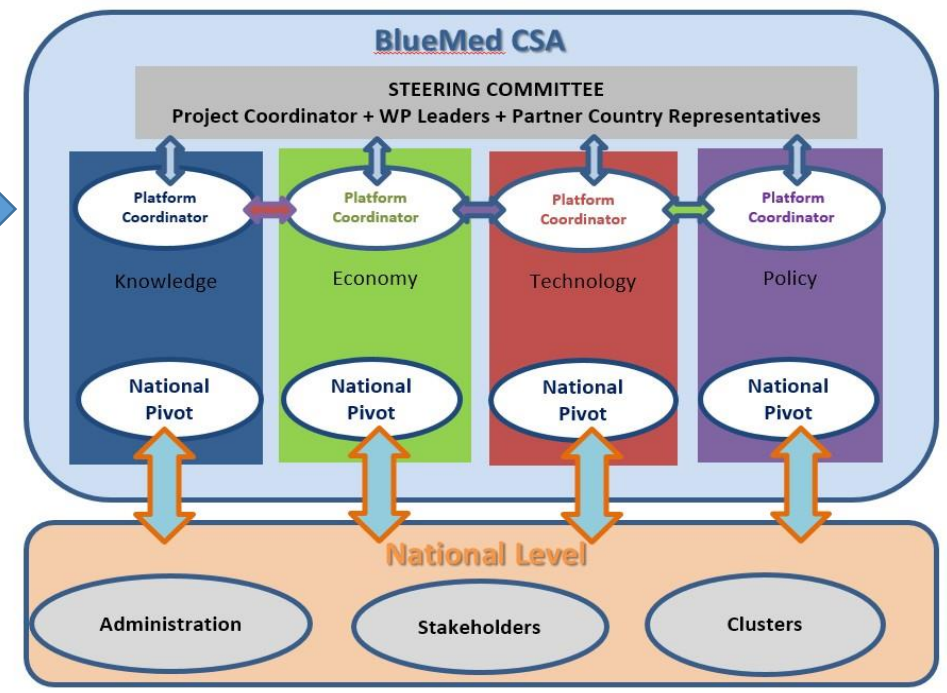 BlueMed CSA
STEERING COMMITTEE
Project Coordinator + WP Leaders + Partner Country Representatives
Platform
Coordinator
Platform
Coordinator
Platform
Coordinator
Platform
Coordinator
Knowledge
Economy
Technology
Policy
National
Pivot
National
Pivot
National
Pivot
National
Pivot
National Level
Administration
Stakeholders
Clusters